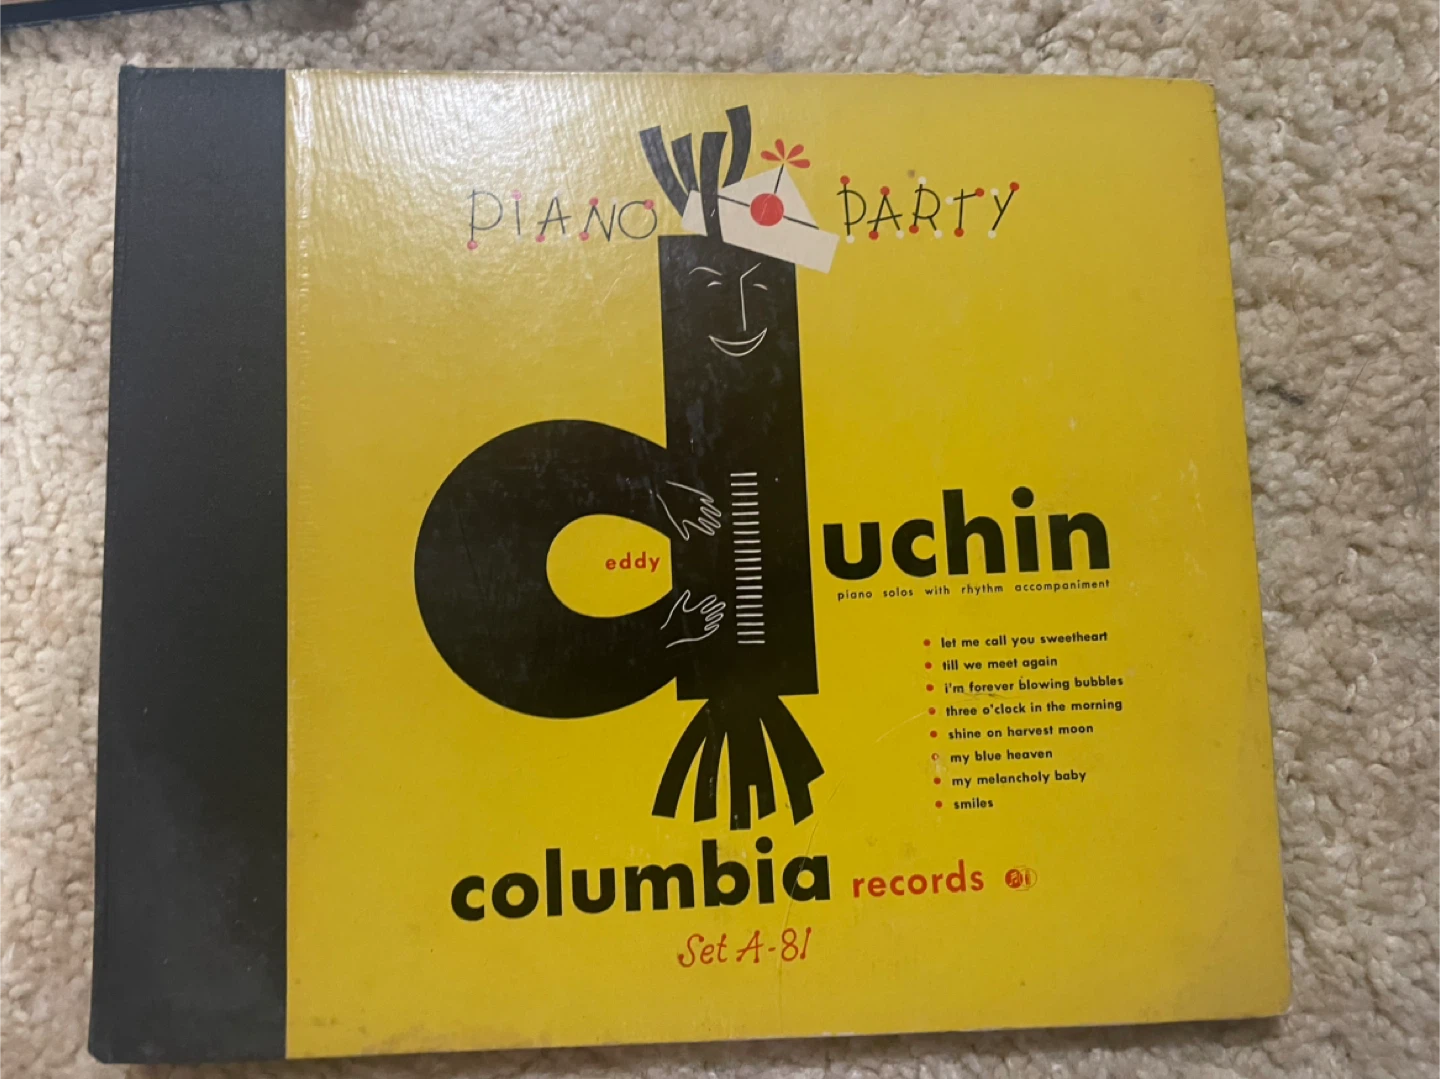 PIANO PARTY
eddy
duchin
piano solos with rhythm accompaniment
let me call you sweetheart
till we meet again
i'm forever blowing bubbles
three o'clock in the morning
shine on harvest moon
my blue heaven
my melancholy baby
smiles
columbia records
Set A-81